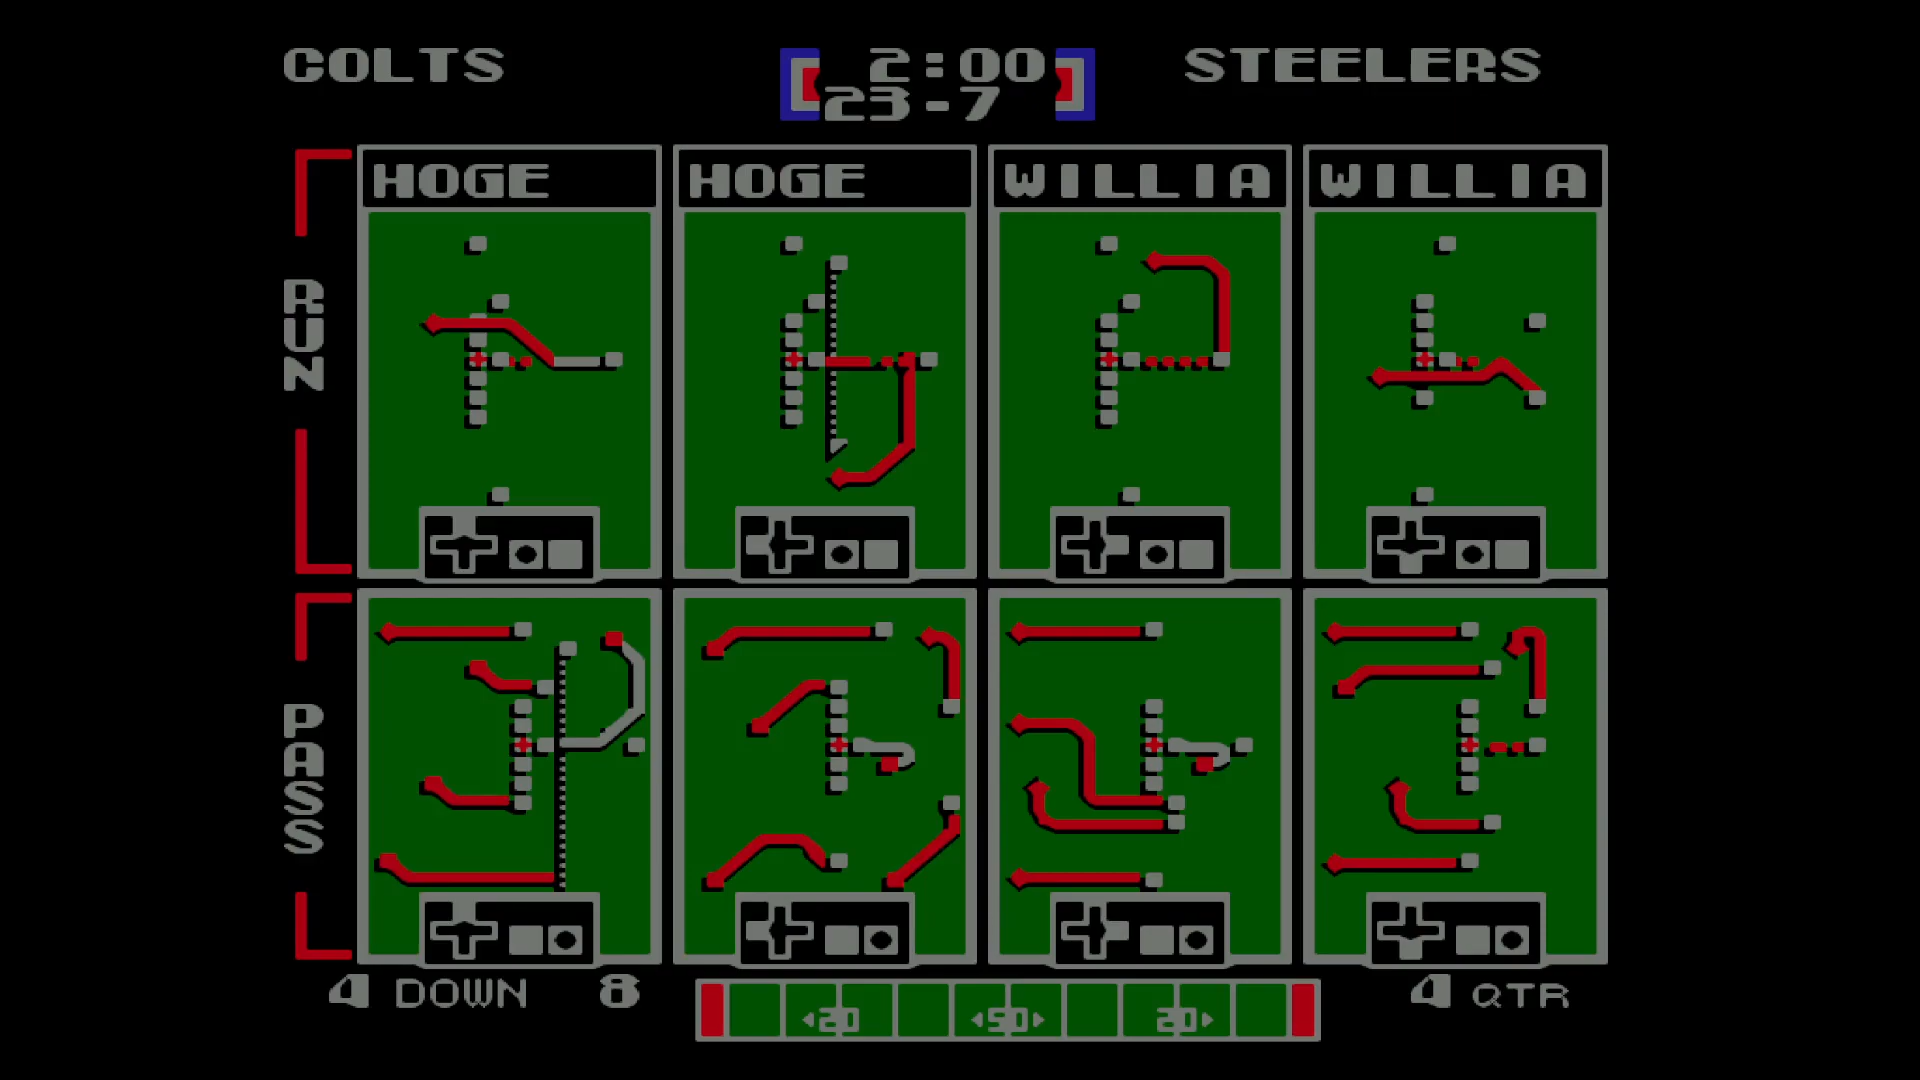 COLTS 2:00 STEELERS
23-7
HOGE HOGE WILLIA WILLIA
RUN
PASS
4 DOWN 8 4 QTR
20 50 20